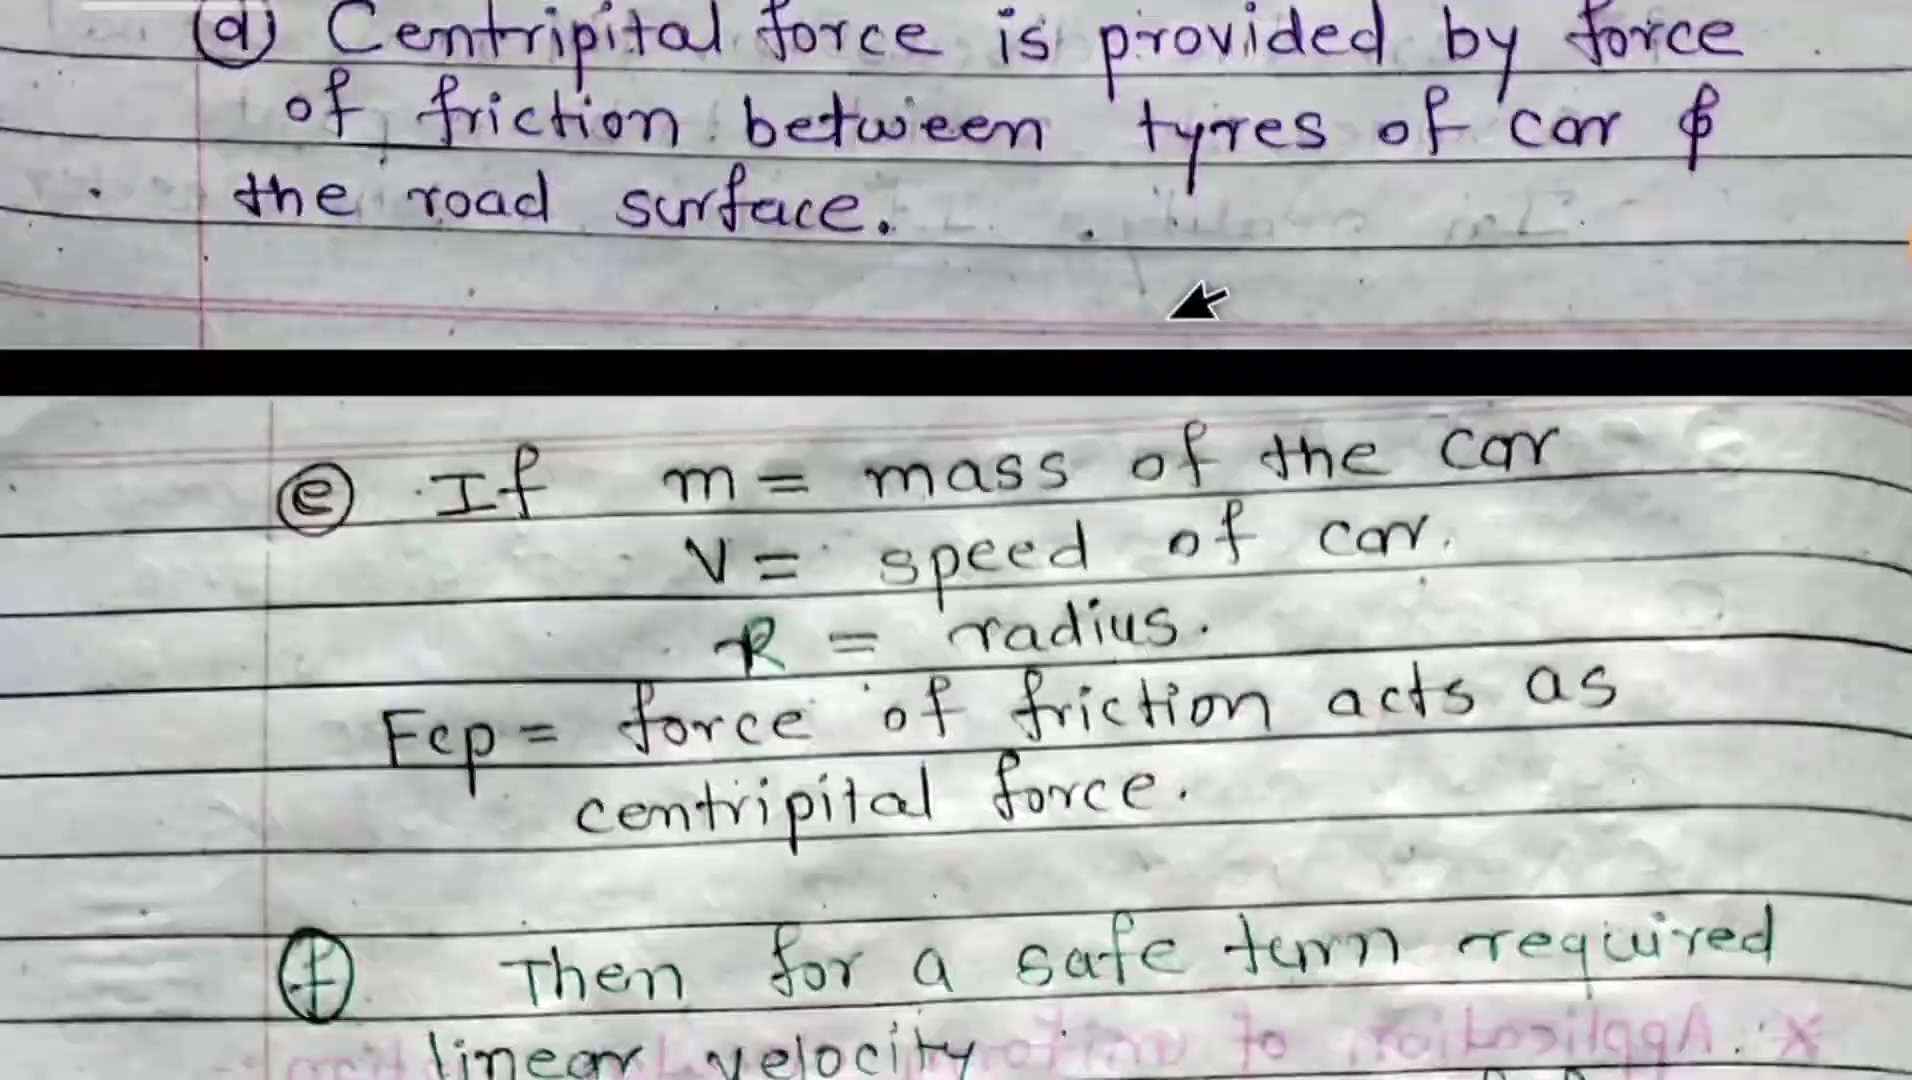 (d) Centripital force is provided by force
of friction between tyres of car &
the road surface.
(e) If m = mass of the car
V = speed of car.
R = radius.
Fcp = force of friction acts as
centripital force.
(f) Then for a safe turn required
linear velocity